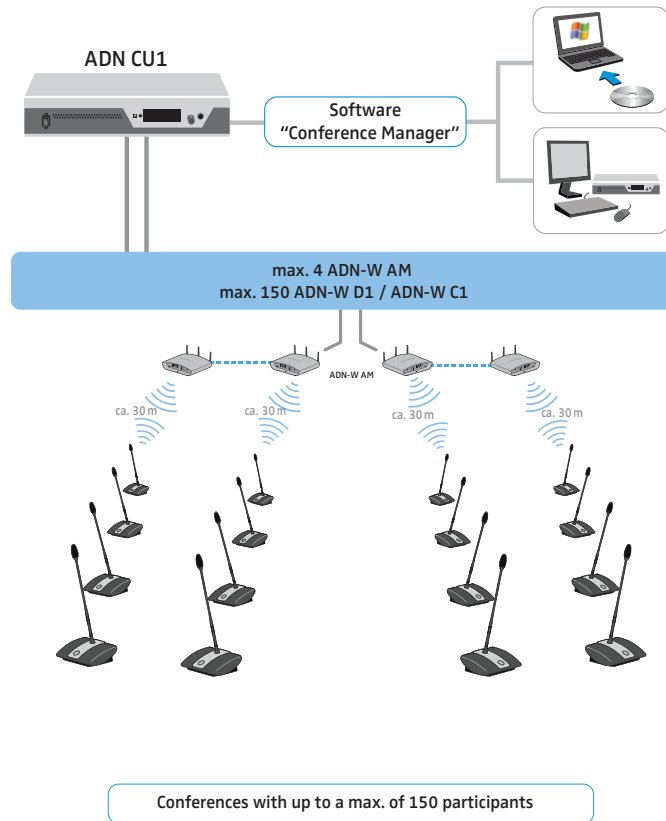 ADN CU1
Software
“Conference Manager”
max. 4 ADN-W AM
max. 150 ADN-W D1 / ADN-W C1
ADN-W AM
ca. 30 m
ca. 30 m
ca. 30 m
ca. 30 m
Conferences with up to a max. of 150 participants